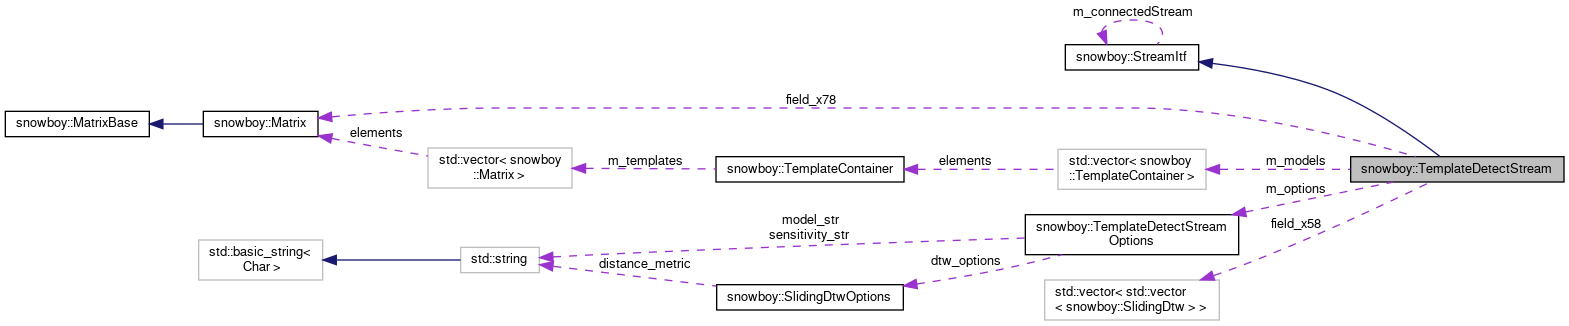 m_connectedStream
snowboy::StreamItf
field_x78
snowboy::MatrixBase
snowboy::Matrix
elements
std::vector< snowboy
::Matrix >
m_templates
snowboy::TemplateContainer
elements
std::vector< snowboy
::TemplateContainer >
m_models
snowboy::TemplateDetectStream
m_options
model_str
sensitivity_str
snowboy::TemplateDetectStream
Options
field_x58
std::basic_string<
Char >
std::string
distance_metric
dtw_options
snowboy::SlidingDtwOptions
std::vector< std::vector
< snowboy::SlidingDtw > >